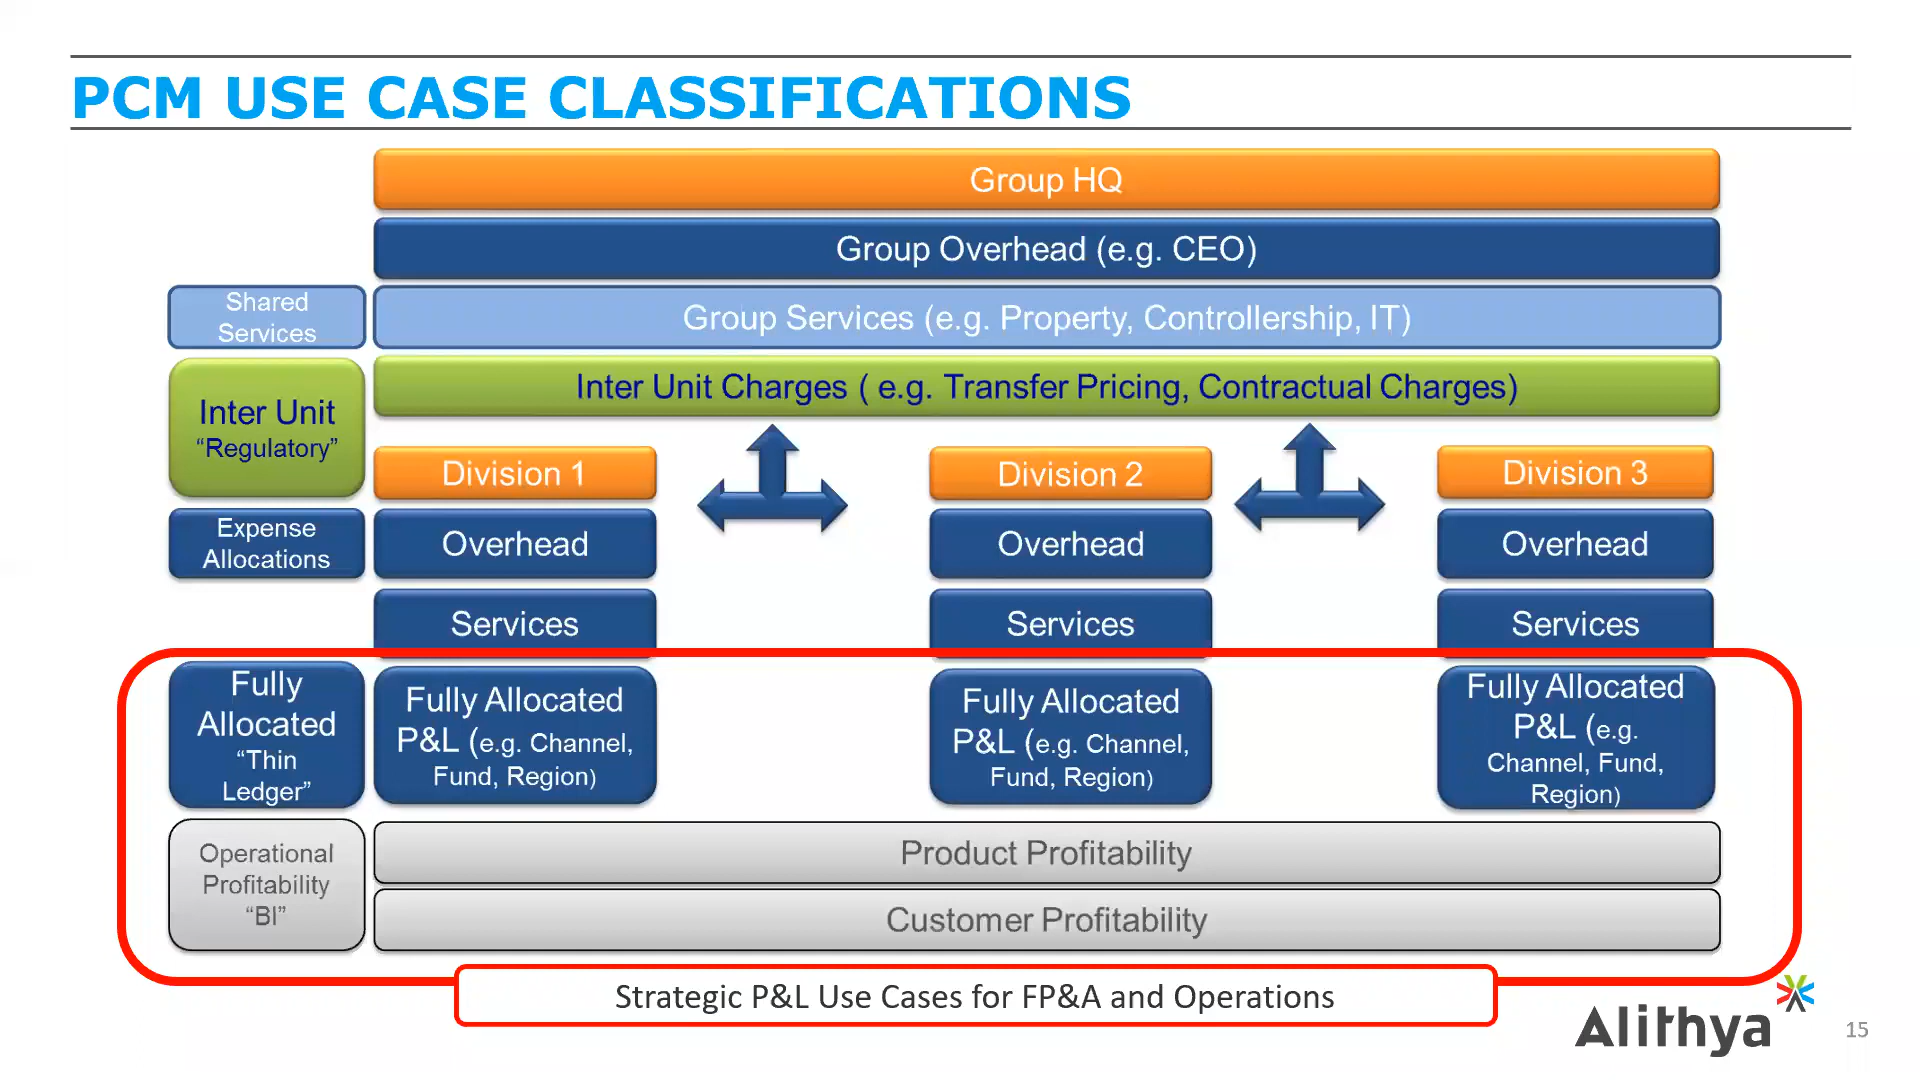 PCM USE CASE CLASSIFICATIONS
Group HQ
Group Overhead (e.g. CEO)
Shared
Services
Group Services (e.g. Property, Controllership, IT)
Inter Unit
“Regulatory”
Inter Unit Charges ( e.g. Transfer Pricing, Contractual Charges)
Division 1
Division 2
Division 3
Expense
Allocations
Overhead
Overhead
Overhead
Services
Services
Services
Fully
Allocated
“Thin
Ledger”
Fully Allocated
P&L (e.g. Channel,
Fund, Region)
Fully Allocated
P&L (e.g. Channel,
Fund, Region)
Fully Allocated
P&L (e.g.
Channel, Fund,
Region)
Operational
Profitability
“BI”
Product Profitability
Customer Profitability
Strategic P&L Use Cases for FP&A and Operations
Alithya
15